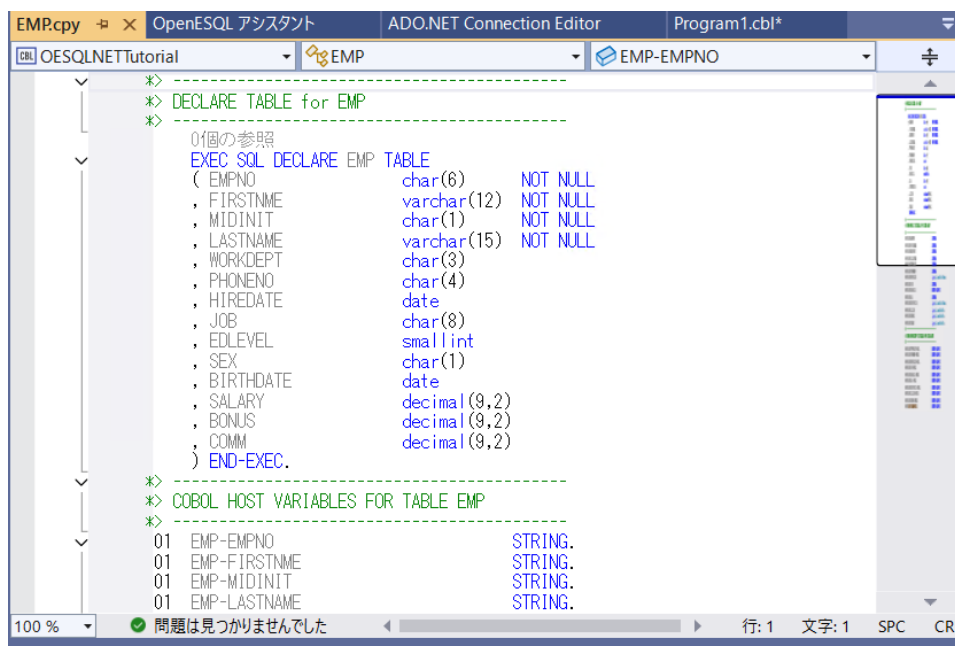 EMP.cpy OpenESQL アシスタント ADO.NET Connection Editor Program1.cbl*
CBL OESQLNETTutorial EMP EMP-EMPNO
*> -----------------------------------------------
*> DECLARE TABLE for EMP
*> -----------------------------------------------
0個の参照
EXEC SQL DECLARE EMP TABLE
( EMPNO char(6) NOT NULL
, FIRSTNME varchar(12) NOT NULL
, MIDINIT char(1) NOT NULL
, LASTNAME varchar(15) NOT NULL
, WORKDEPT char(3)
, PHONENO char(4)
, HIREDATE date
, JOB char(8)
, EDLEVEL smallint
, SEX char(1)
, BIRTHDATE date
, SALARY decimal(9,2)
, BONUS decimal(9,2)
, COMM decimal(9,2)
) END-EXEC.
*> -----------------------------------------------
*> COBOL HOST VARIABLES FOR TABLE EMP
*> -----------------------------------------------
01 EMP-EMPNO STRING.
01 EMP-FIRSTNME STRING.
01 EMP-MIDINIT STRING.
01 EMP-LASTNAME STRING.
100 % 問題は見つかりませんでした 行: 1 文字: 1 SPC CR